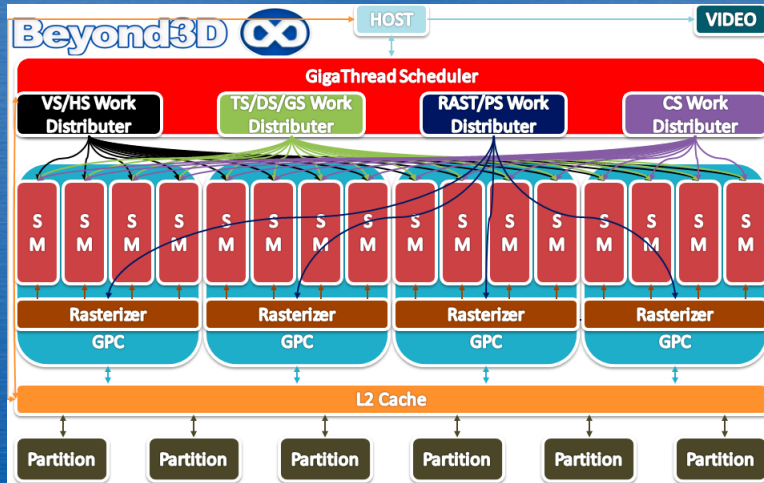 Beyond3D
HOST
VIDEO
GigaThread Scheduler
VS/HS Work
Distributer
TS/DS/GS Work
Distributer
RAST/PS Work
Distributer
CS Work
Distributer
S
M
S
M
S
M
S
M
S
M
S
M
S
M
S
M
S
M
S
M
S
M
S
M
S
M
S
M
S
M
S
M
Rasterizer
Rasterizer
Rasterizer
Rasterizer
GPC
GPC
GPC
GPC
L2 Cache
Partition
Partition
Partition
Partition
Partition
Partition